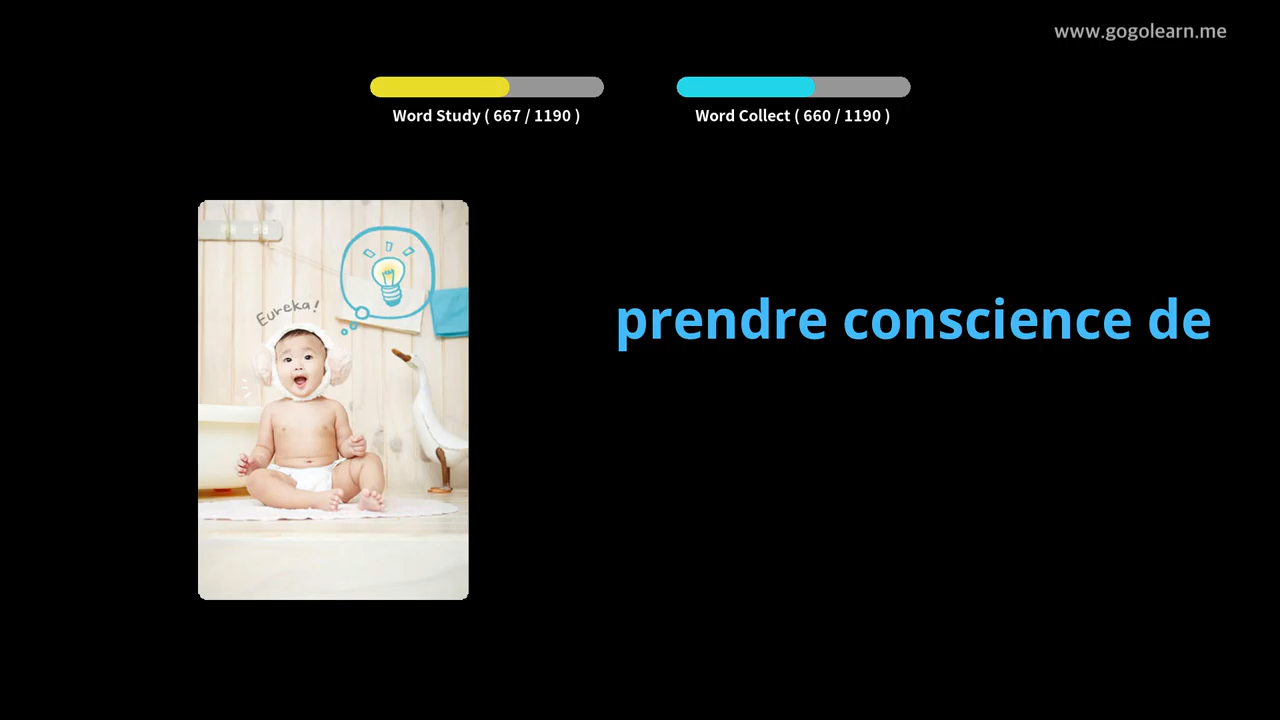 www.gogolearn.me
Word Study ( 667 / 1190 )
Word Collect ( 660 / 1190 )
Eureka!
prendre conscience de